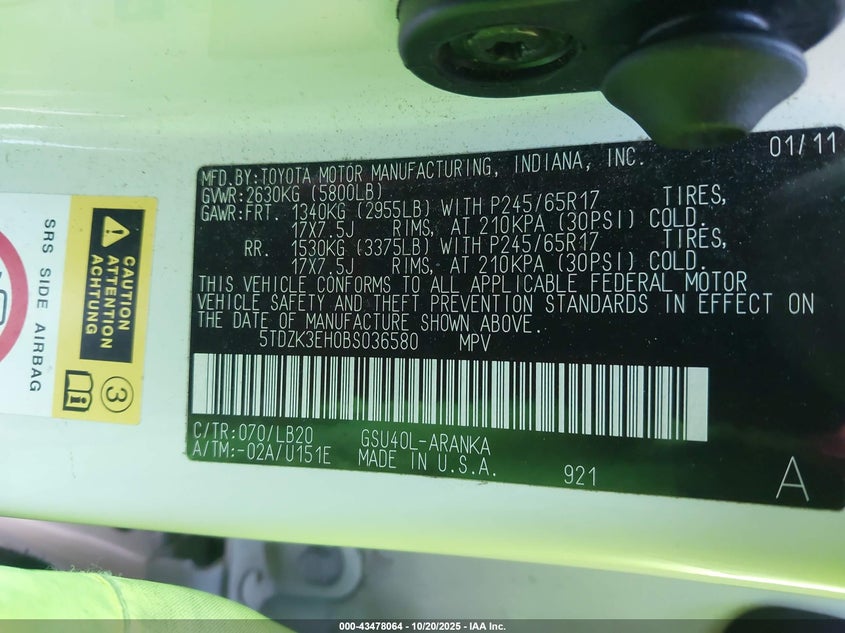 01/11
MFD.BY:TOYOTA MOTOR MANUFACTURING, INDIANA, INC.
GVWR:2630KG (5800LB)
GAWR:FRT. 1340KG (2955LB) WITH P245/65R17 TIRES,
17X7.5J RIMS, AT 210KPA (30PSI) COLD.
RR. 1530KG (3375LB) WITH P245/65R17 TIRES,
17X7.5J RIMS, AT 210KPA (30PSI) COLD.
THIS VEHICLE CONFORMS TO ALL APPLICABLE FEDERAL MOTOR
VEHICLE SAFETY AND THEFT PREVENTION STANDARDS IN EFFECT ON
THE DATE OF MANUFACTURE SHOWN ABOVE.
5TDZK3EH0BS036580 MPV
C/TR:070/LB20 GSU40L-ARANKA
A/TM:-02A/U151E MADE IN U.S.A.
921
A
CAUTION
ATTENTION
ACHTUNG
SRS SIDE AIRBAG
3
000-43478064 - 10/20/2025 - IAA Inc.